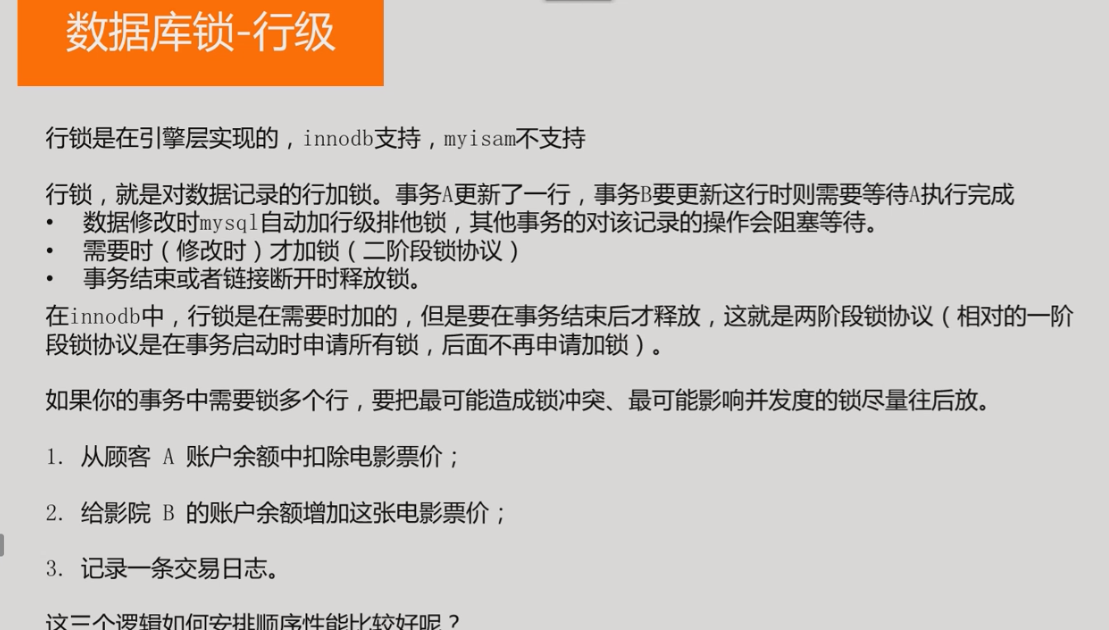 数据库锁-行级
行锁是在引擎层实现的，innodb支持，myisam不支持
行锁，就是对数据记录的行加锁。事务A更新了一行，事务B要更新这行时则需要等待A执行完成
• 数据修改时mysql自动加行级排他锁，其他事务的对该记录的操作会阻塞等待。
• 需要时（修改时）才加锁（二阶段锁协议）
• 事务结束或者链接断开时释放锁。
在innodb中，行锁是在需要时加的，但是要在事务结束后才释放，这就是两阶段锁协议（相对的一阶
段锁协议是在事务启动时申请所有锁，后面不再申请加锁）。
如果你的事务中需要锁多个行，要把最可能造成锁冲突、最可能影响并发度的锁尽量往后放。
1. 从顾客 A 账户余额中扣除电影票价；
2. 给影院 B 的账户余额增加这张电影票价；
3. 记录一条交易日志。
这三个逻辑如何安排顺序性能比较好呢？